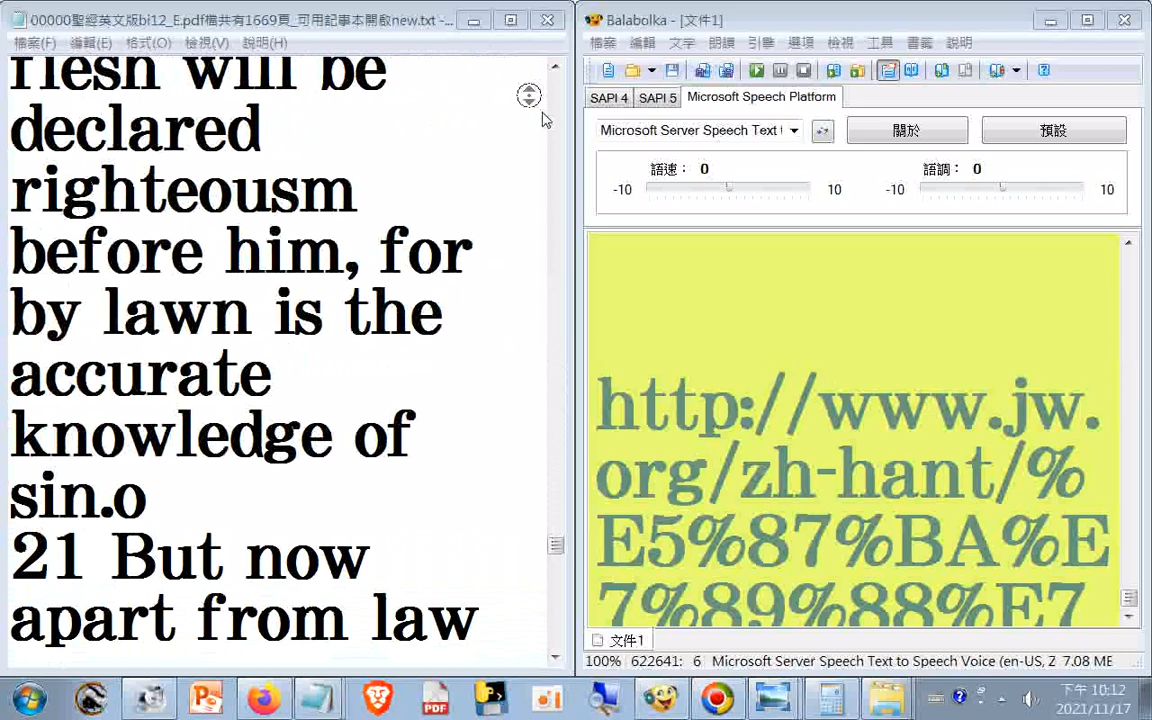 00000聖經英文版bi12_E.pdf檔共有1669頁_可用記事本開啟new.txt -...
檔案(F) 編輯(E) 格式(O) 檢視(V) 說明(H)
flesh will be
declared
righteousm
before him, for
by lawn is the
accurate
knowledge of
sin.o
21 But now
apart from law
Balabolka - [文件1]
檔案 編輯 文字 朗讀 引擎 選項 檢視 工具 書籤 說明
SAPI 4 SAPI 5 Microsoft Speech Platform
Microsoft Server Speech Text t 關於 預設
語速： 0 語調： 0
-10 10 -10 10
http://www.jw.
org/zh-hant/%
E5%87%BA%E
7%89%88%E7
文件1
100% 622641: 6 Microsoft Server Speech Text to Speech Voice (en-US, Z 7.08 ME
PDF
下午 10:12
2021/11/17